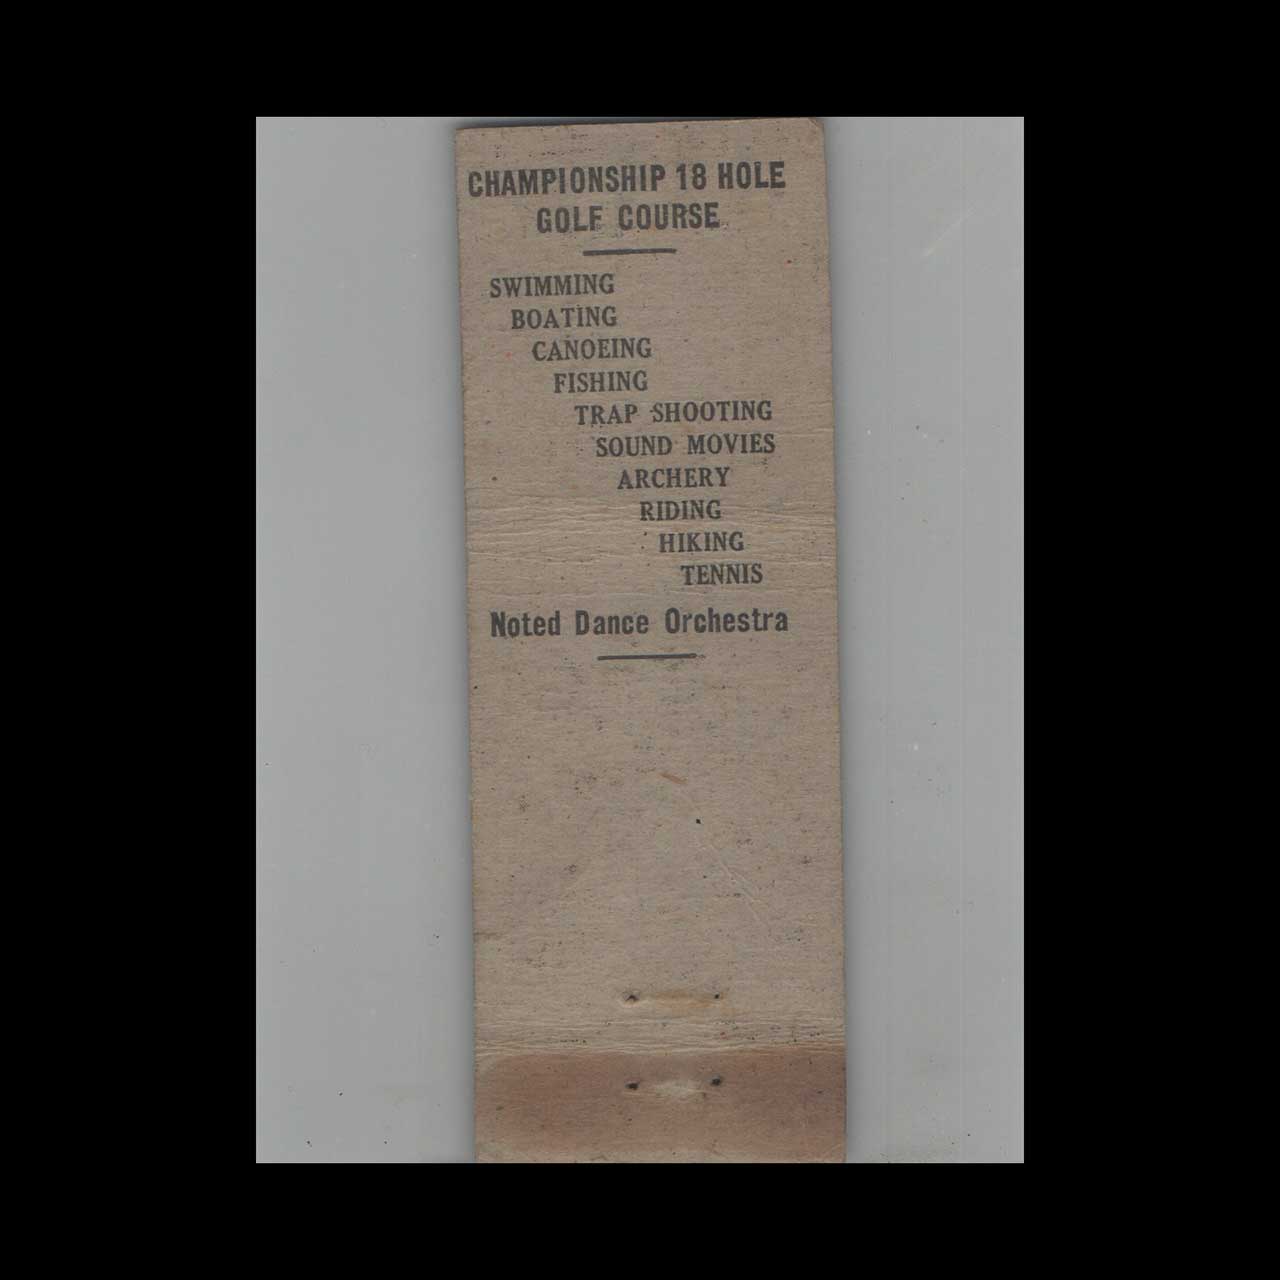 CHAMPIONSHIP 18 HOLE
GOLF COURSE
SWIMMING
BOATING
CANOEING
FISHING
TRAP SHOOTING
SOUND MOVIES
ARCHERY
RIDING
HIKING
TENNIS
Noted Dance Orchestra